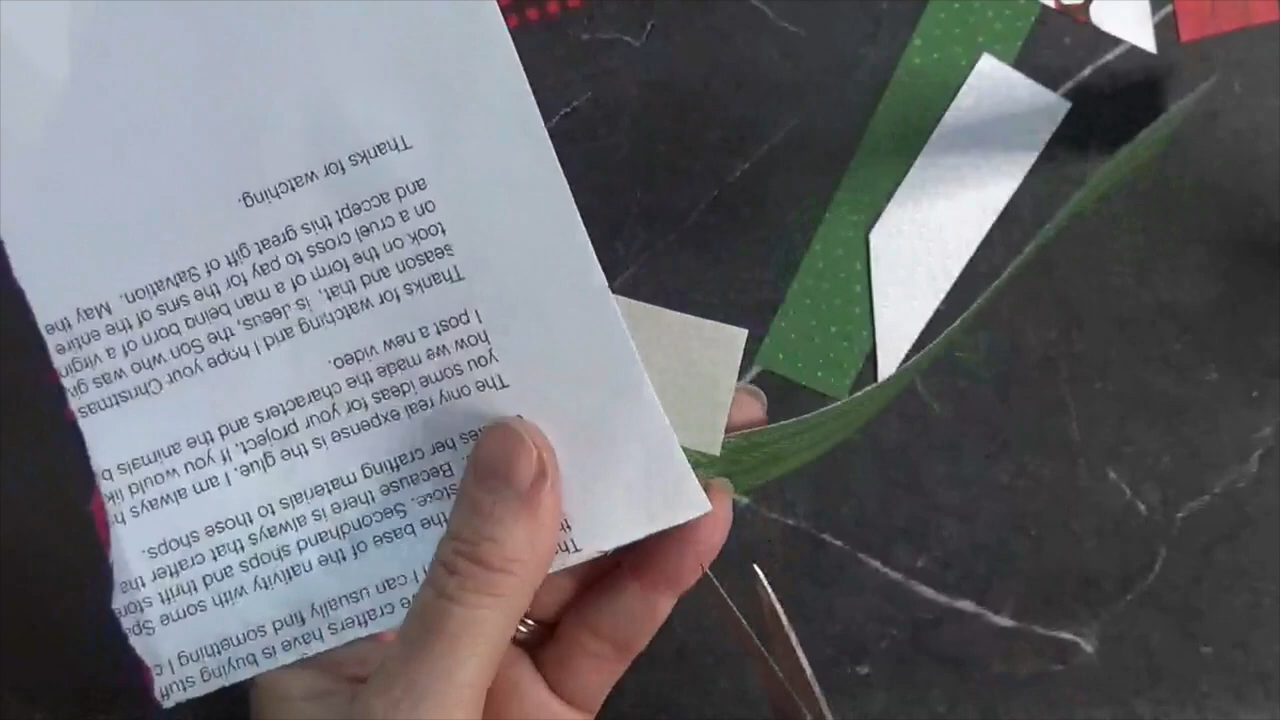 crafters have is buying stuff
I can usually find something I
the base of the nativity with some
Secondhand shops and thrift store
Because there is always that crafter
her crafting materials to those shops.
The only real expense is the glue. I am always h
you some ideas for your project. If you would lik
how we made the characters and the animals b
I post a new video.
Thanks for watching and I hope your Christmas
season and that, is Jesus, the Son who was giv
took on the form of a man being born of a virgin
on a cruel cross to pay for the sins of the entire
and accept this great gift of Salvation. May the
Thanks for watching.